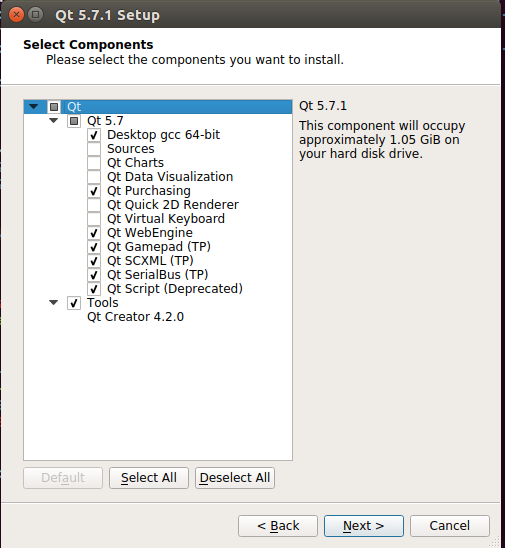 Qt 5.7.1 Setup
Select Components
Please select the components you want to install.
Qt
Qt 5.7
Desktop gcc 64-bit
Sources
Qt Charts
Qt Data Visualization
Qt Purchasing
Qt Quick 2D Renderer
Qt Virtual Keyboard
Qt WebEngine
Qt Gamepad (TP)
Qt SCXML (TP)
Qt SerialBus (TP)
Qt Script (Deprecated)
Tools
Qt Creator 4.2.0
Qt 5.7.1
This component will occupy
approximately 1.05 GiB on
your hard disk drive.
Default
Select All
Deselect All
< Back
Next >
Cancel